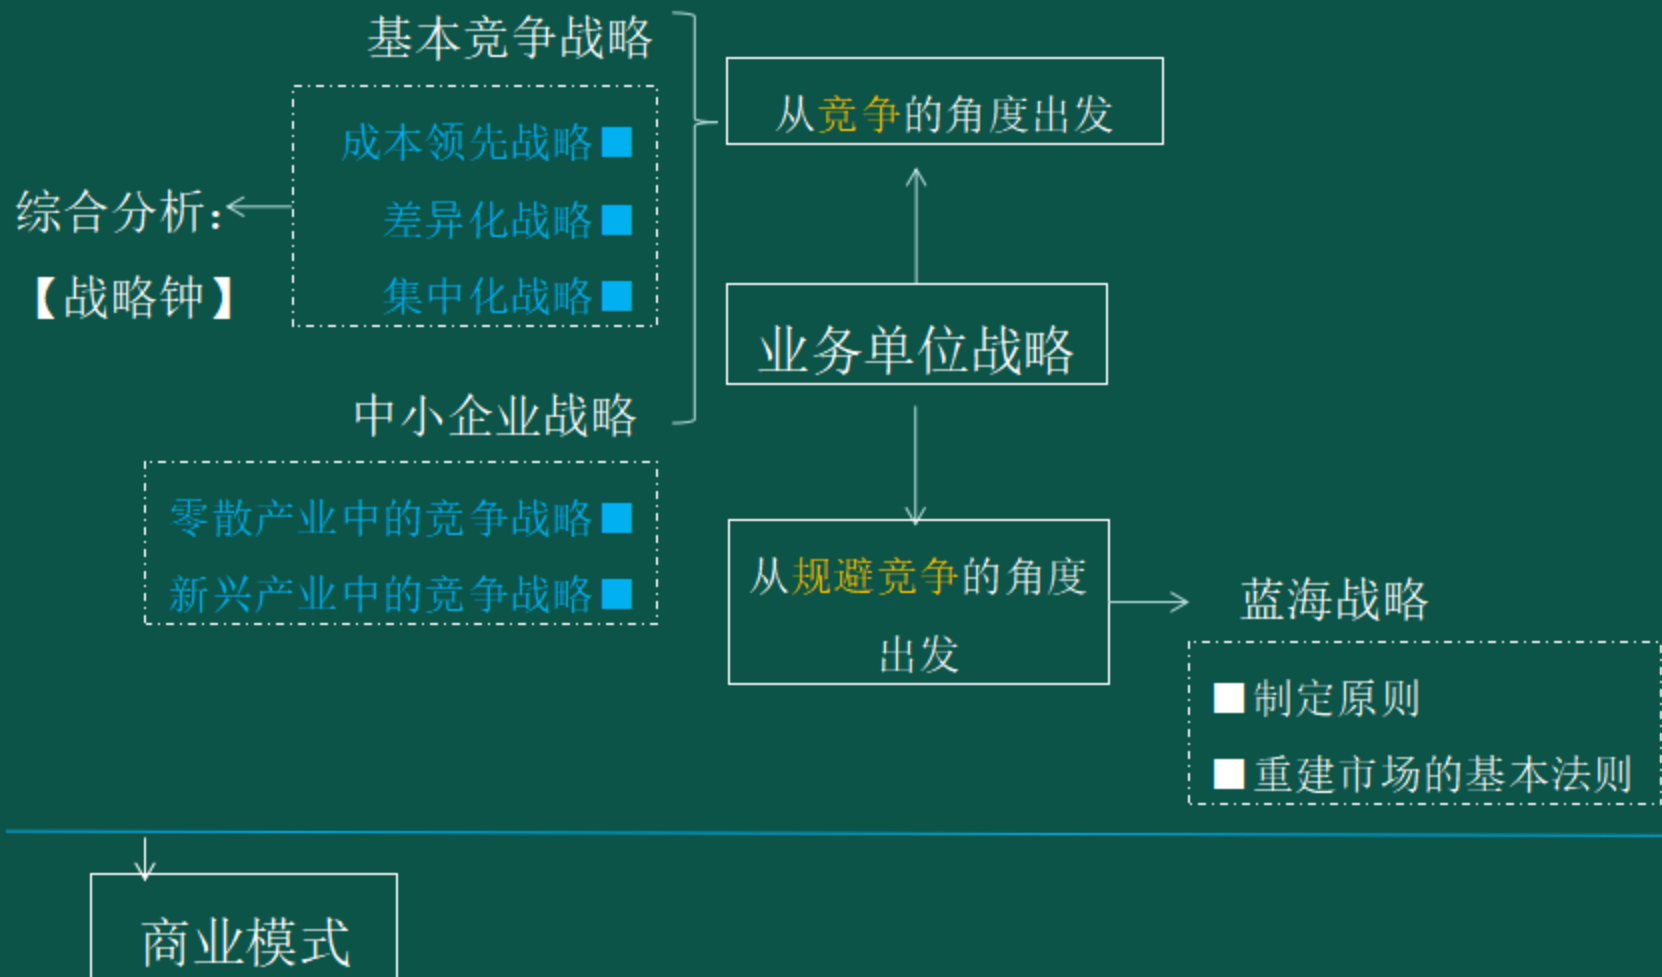 基本竞争战略
从竞争的角度出发
成本领先战略
差异化战略
集中化战略
综合分析：
【战略钟】
业务单位战略
中小企业战略
零散产业中的竞争战略
新兴产业中的竞争战略
从规避竞争的角度
出发
蓝海战略
制定原则
重建市场的基本法则
商业模式